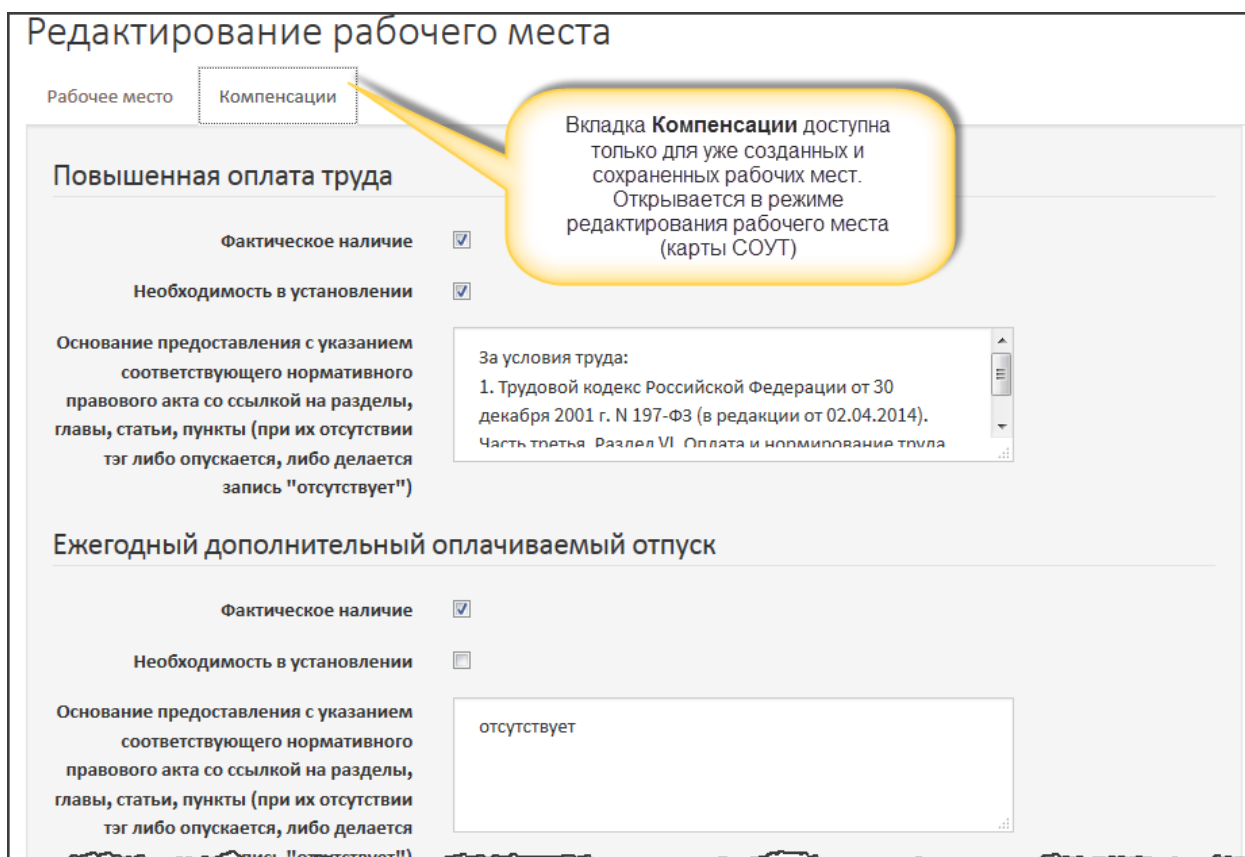 Редактирование рабочего места
Рабочее место
Компенсации
Вкладка Компенсации доступна
только для уже созданных и
сохраненных рабочих мест.
Открывается в режиме
редактирования рабочего места
(карты СОУТ)
Повышенная оплата труда
Фактическое наличие
Необходимость в установлении
Основание предоставления с указанием
соответствующего нормативного
правового акта со ссылкой на разделы,
главы, статьи, пункты (при их отсутствии
тэг либо опускается, либо делается
запись "отсутствует")
За условия труда:
1. Трудовой кодекс Российской Федерации от 30
декабря 2001 г. N 197-ФЗ (в редакции от 02.04.2014).
Часть третья. Раздел VI. Оплата и нормирование труда
Ежегодный дополнительный оплачиваемый отпуск
Фактическое наличие
Необходимость в установлении
Основание предоставления с указанием
соответствующего нормативного
правового акта со ссылкой на разделы,
главы, статьи, пункты (при их отсутствии
тэг либо опускается, либо делается
отсутствует